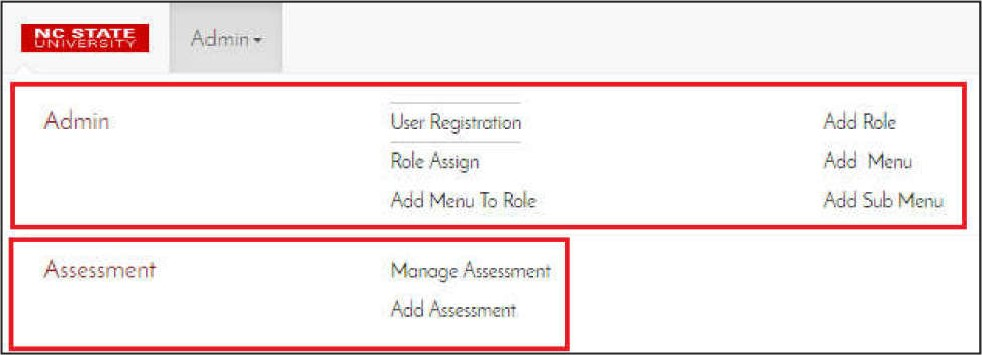 NC STATE
UNIVERSITY
Admin
Admin
User Registration
Add Role
Role Assign
Add Menu
Add Menu To Role
Add Sub Menu
Assessment
Manage Assessment
Add Assessment